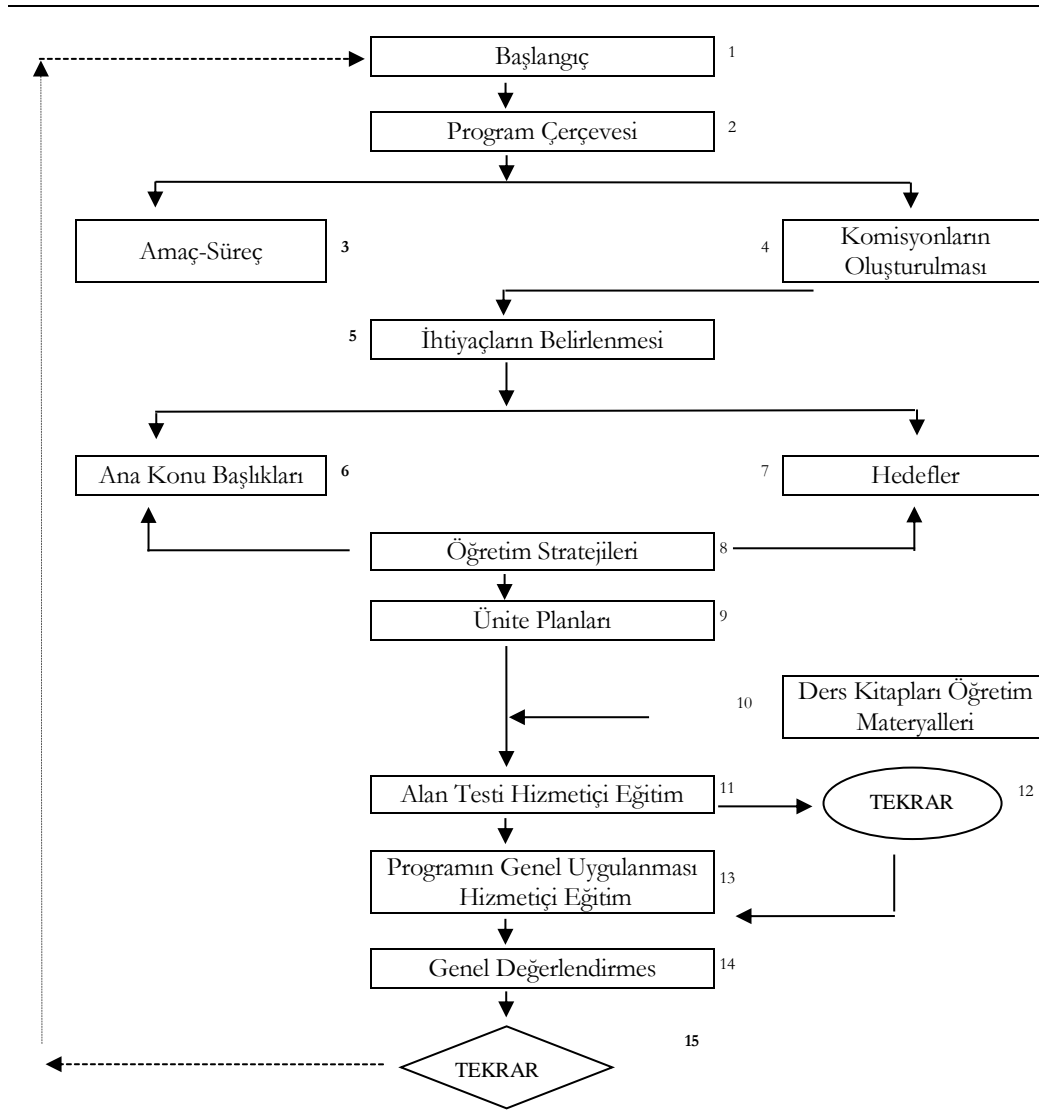 Başlangıç 1
Program Çerçevesi 2
Amaç-Süreç 3
4 Komisyonların
Oluşturulması
5 İhtiyaçların Belirlenmesi
Ana Konu Başlıkları 6
7 Hedefler
Öğretim Stratejileri 8
Ünite Planları 9
10 Ders Kitapları Öğretim
Materyalleri
Alan Testi Hizmetiçi Eğitim 11
TEKRAR 12
Programın Genel Uygulanması
Hizmetiçi Eğitim 13
Genel Değerlendirmes 14
TEKRAR 15